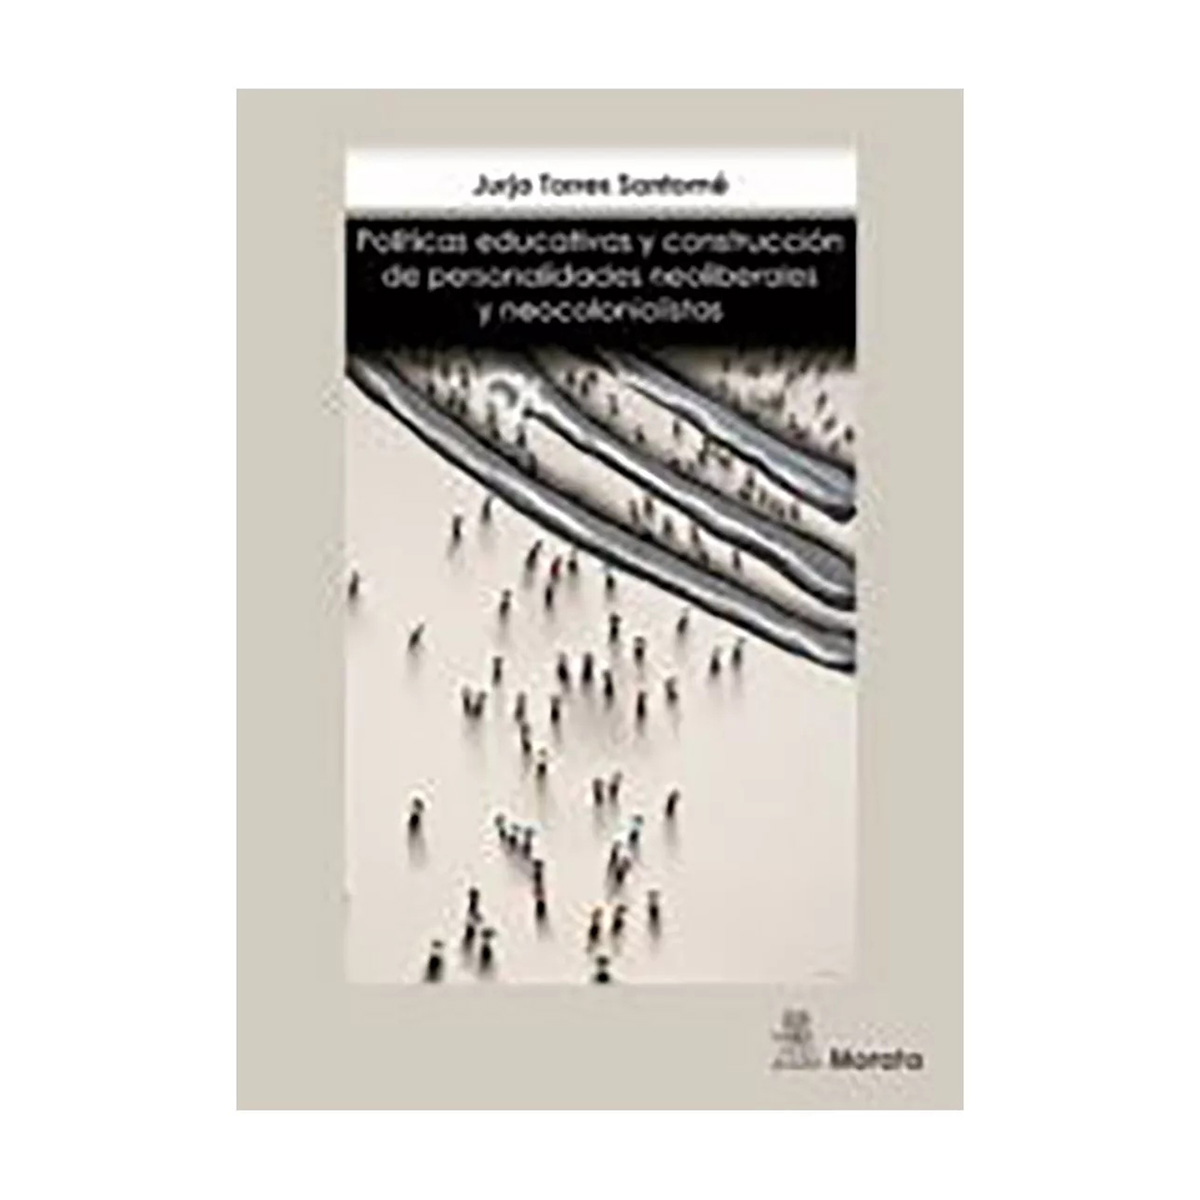 Jurjo Torres Santomé
Políticas educativas y construcción
de personalidades neoliberales
y neocolonialistas
Morata